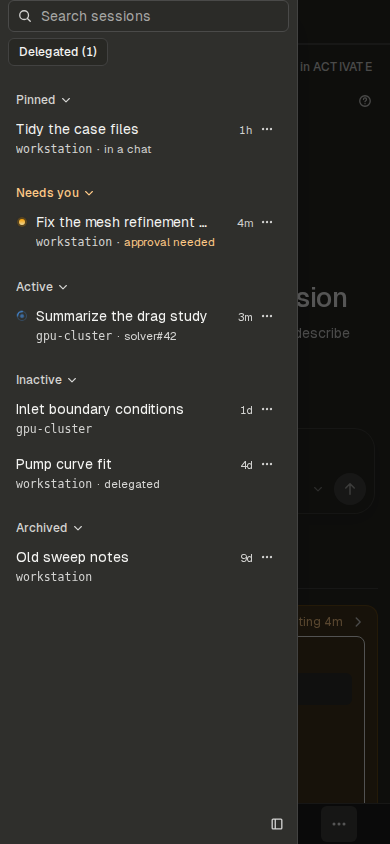 Search sessions
Delegated (1)
in ACTIVATE
Pinned
Tidy the case files 1h ···
workstation · in a chat
Needs you
Fix the mesh refinement … 4m ···
workstation · approval needed
Active
sion
Summarize the drag study 3m ···
describe
gpu-cluster · solver#42
Inactive
Inlet boundary conditions 1d ···
gpu-cluster
Pump curve fit 4d ···
workstation · delegated
Archived
Old sweep notes 9d ···
workstation
ting 4m